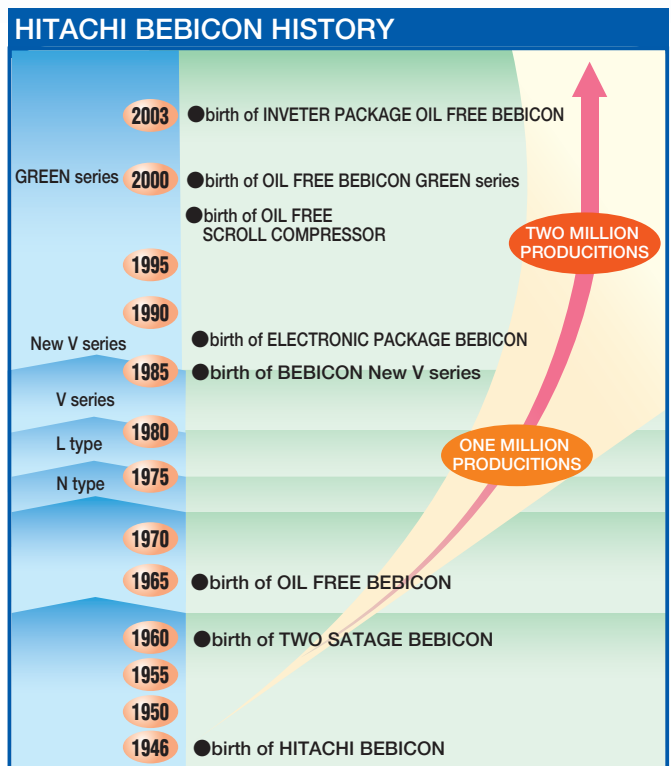 HITACHI BEBICON HISTORY
2003 ●birth of INVETER PACKAGE OIL FREE BEBICON
GREEN series 2000 ●birth of OIL FREE BEBICON GREEN series
●birth of OIL FREE
SCROLL COMPRESSOR
TWO MILLION
PRODUCITIONS
1995
1990
●birth of ELECTRONIC PACKAGE BEBICON
New V series
1985 ●birth of BEBICON New V series
V series
1980
L type
ONE MILLION
PRODUCITIONS
1975
N type
1970
1965 ●birth of OIL FREE BEBICON
1960 ●birth of TWO SATAGE BEBICON
1955
1950
1946 ●birth of HITACHI BEBICON